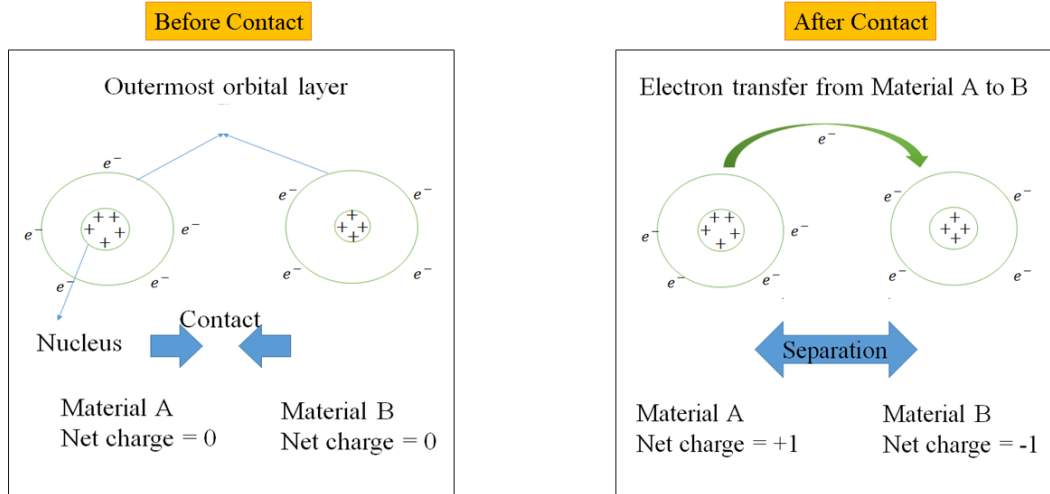 Before Contact
Outermost orbital layer
e⁻
e⁻
e⁻
e⁻
e⁻
+ +
+ +
+
e⁻
e⁻
e⁻
e⁻
+
+ +
+
Contact
Nucleus
Material A
Net charge = 0
Material B
Net charge = 0
After Contact
Electron transfer from Material A to B
e⁻
e⁻
e⁻
e⁻
e⁻
+ +
+ +
+
e⁻
e⁻
e⁻
e⁻
+
+ +
+
Separation
Material A
Net charge = +1
Material B
Net charge = -1